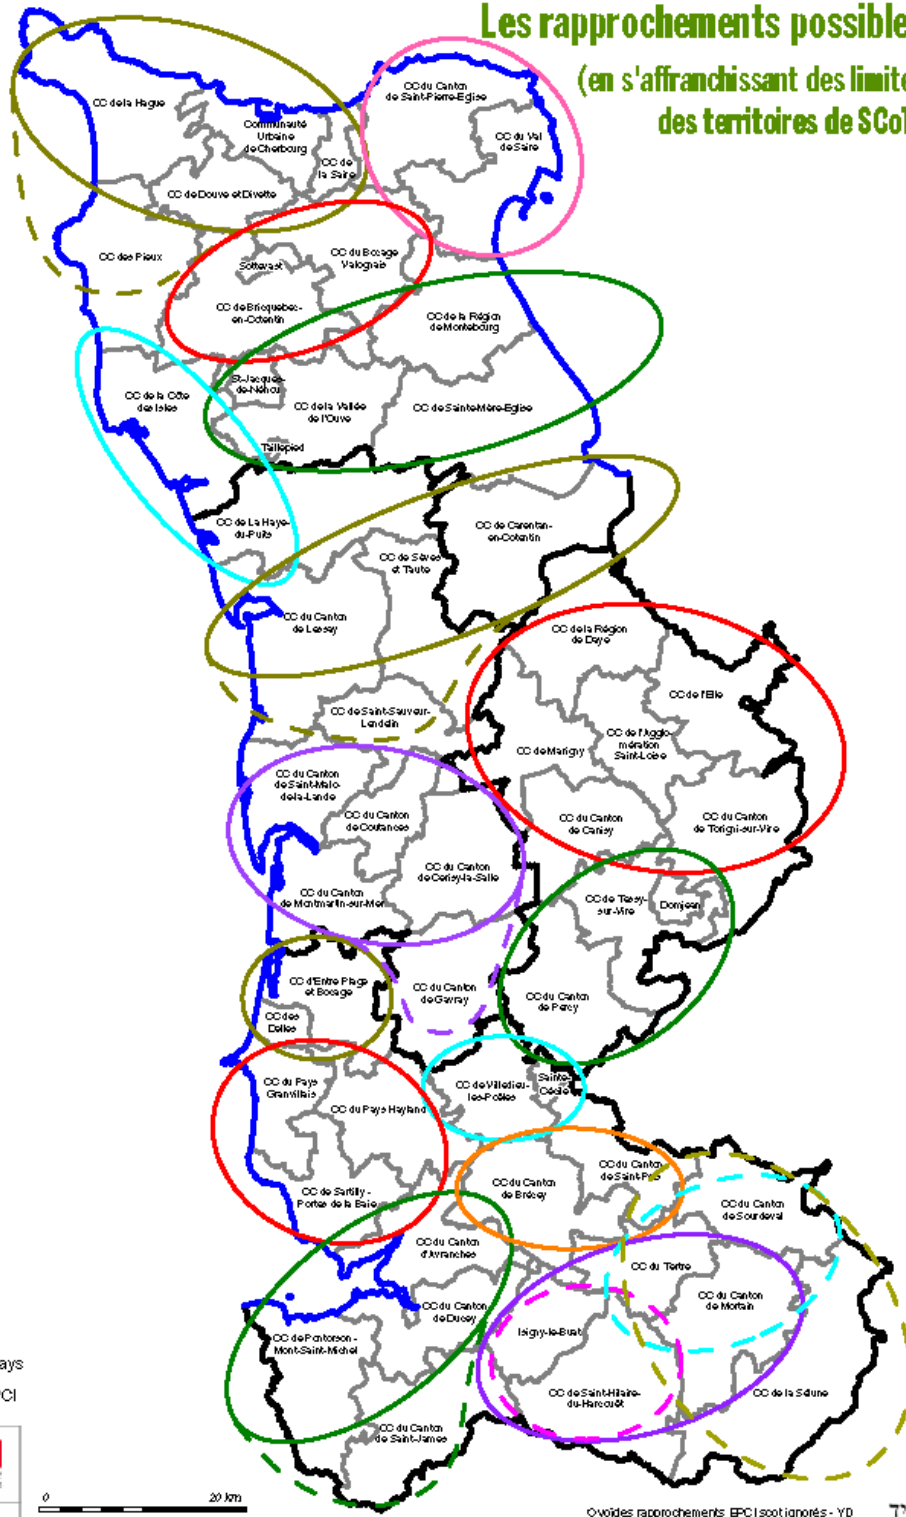 Les rapprochements possible
(en s'affranchissant des limite
des territoires de SCoT
CC du Canton
de Saint-Pierre-Eglise
CC de la Hague
Communauté
Urbaine
de Cherbourg
CC du Val
de Saire
CC de
la Saire
CC de Douve et Divette
CC des Pieux
CC du Bocage
Valognais
Sottevast
CC de Bricquebec-
en-Cotentin
CC de la Région
de Montebourg
St-Jacques-
de-Néhou
CC de la Côte
des Isles
CC de la Vallée
de l'Ouve
CC de Sainte-Mère-Eglise
Taillepied
CC de La Haye-
du-Puits
CC de Carentan-
en-Cotentin
CC de Sèves
et Taute
CC du Canton
de Lessay
CC de la Région
de Daye
CC de l'Elle
CC de Saint-Sauveur-
Lendelin
CC de l'Agglo-
mération
Saint-Loise
CC de Marigny
CC du Canton
de Saint-Malo-
de-la-Lande
CC du Canton
de Coutances
CC du Canton
de Canisy
CC du Canton
de Torigni-sur-Vire
CC du Canton
de Cerisy-la-Salle
CC du Canton
de Montmartin-sur-Mer
CC de Tessy-
sur-Vire
Domjean
CC d'Entre Plage
et Bocage
CC du Canton
de Gavray
CC du Canton
de Percy
CC des
Delles
CC du Pays
Granvillais
CC de Villedieu-
les-Poêles
Sainte-
Cécile
CC du Pays Hayland
CC du Canton
de Saint-Pois
CC du Canton
de Brécey
CC de Sartilly -
Portes de la Baie
CC du Canton
de Sourdeval
CC du Canton
d'Avranches
CC du Tertre
CC du Canton
de Mortain
CC du Canton
de Ducey
CC de Pontorson -
Mont-Saint-Michel
Isigny-le-Buat
CC de Saint-Hilaire-
du-Harcouët
CC de la Sélune
CC du Canton
de Saint-James
ays
CI
0 20 km
Ovoïdes rapprochements EPCI scot ignorés - YD